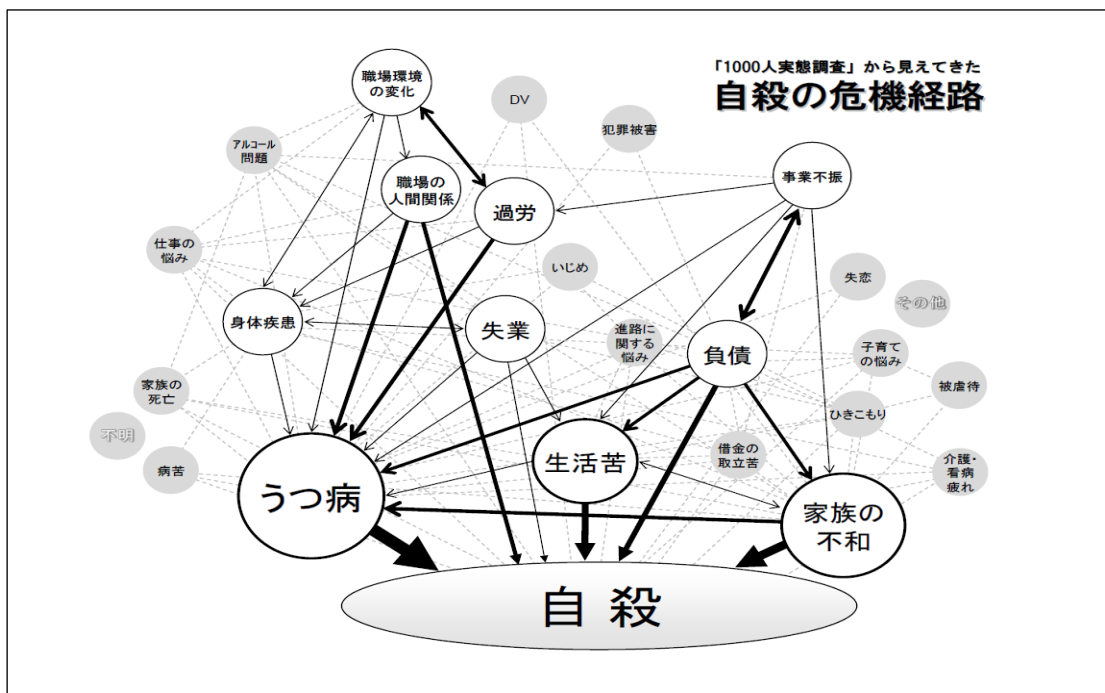 「1000人実態調査」から見えてきた
自殺の危機経路
職場環境
の変化
DV
犯罪被害
アルコール
問題
職場の
人間関係
過労
事業不振
仕事の
悩み
いじめ
失恋
その他
身体疾患
失業
進路に
関する
悩み
負債
子育て
の悩み
家族の
死亡
被虐待
ひきこもり
不明
病苦
うつ病
生活苦
借金の
取立苦
介護・
看病
疲れ
家族の
不和
自殺